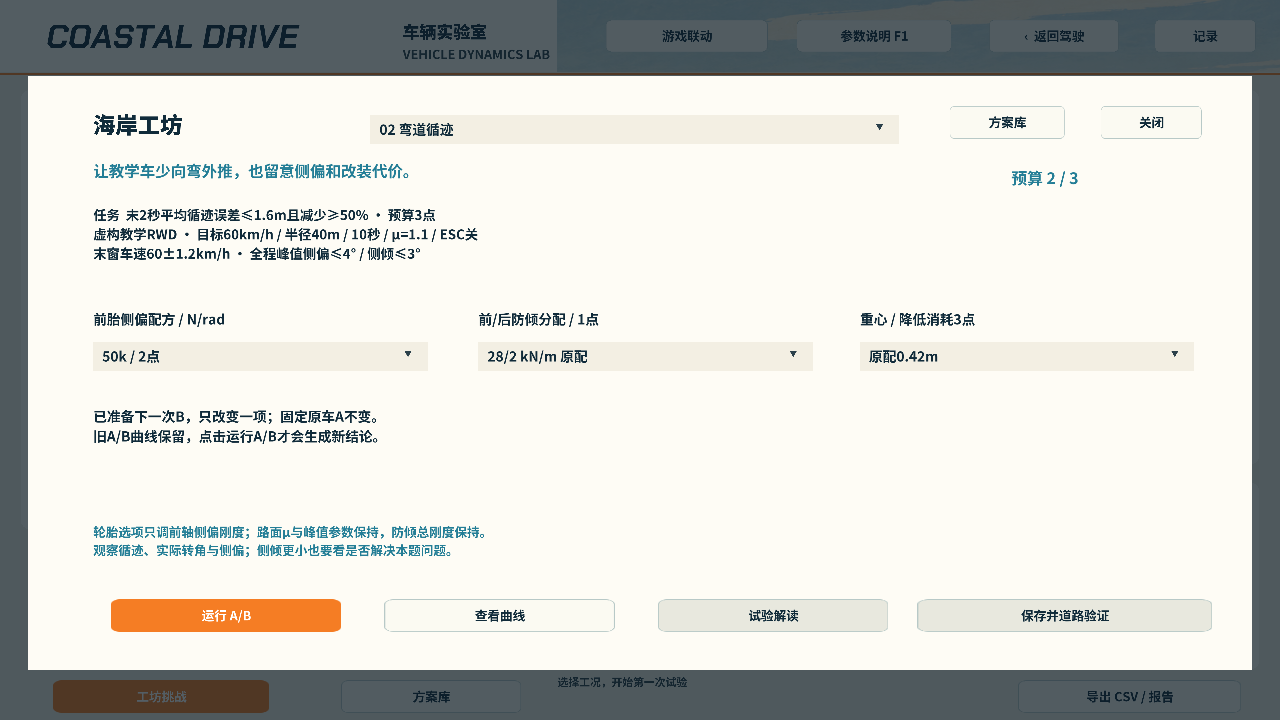 COASTAL DRIVE
车辆实验室
VEHICLE DYNAMICS LAB
游戏联动
参数说明 F1
‹ 返回驾驶
记录
海岸工坊
02 弯道循迹
方案库
关闭
让教学车少向弯外推，也留意侧偏和改装代价。
预算 2 / 3
任务 末2秒平均循迹误差≤1.6m且减少≥50% · 预算3点
虚构教学RWD · 目标60km/h / 半径40m / 10秒 / μ=1.1 / ESC关
末窗车速60±1.2km/h · 全程峰值侧偏≤4° / 侧倾≤3°
前胎侧偏配方 / N/rad
前/后防倾分配 / 1点
重心 / 降低消耗3点
50k / 2点
28/2 kN/m 原配
原配0.42m
已准备下一次B，只改变一项；固定原车A不变。
旧A/B曲线保留，点击运行A/B才会生成新结论。
轮胎选项只调前轴侧偏刚度；路面μ与峰值参数保持，防倾总刚度保持。
观察循迹、实际转角与侧偏；侧倾更小也要看是否解决本题问题。
运行 A/B
查看曲线
试验解读
保存并道路验证
工坊挑战
方案库
选择工况，开始第一次试验
导出 CSV / 报告